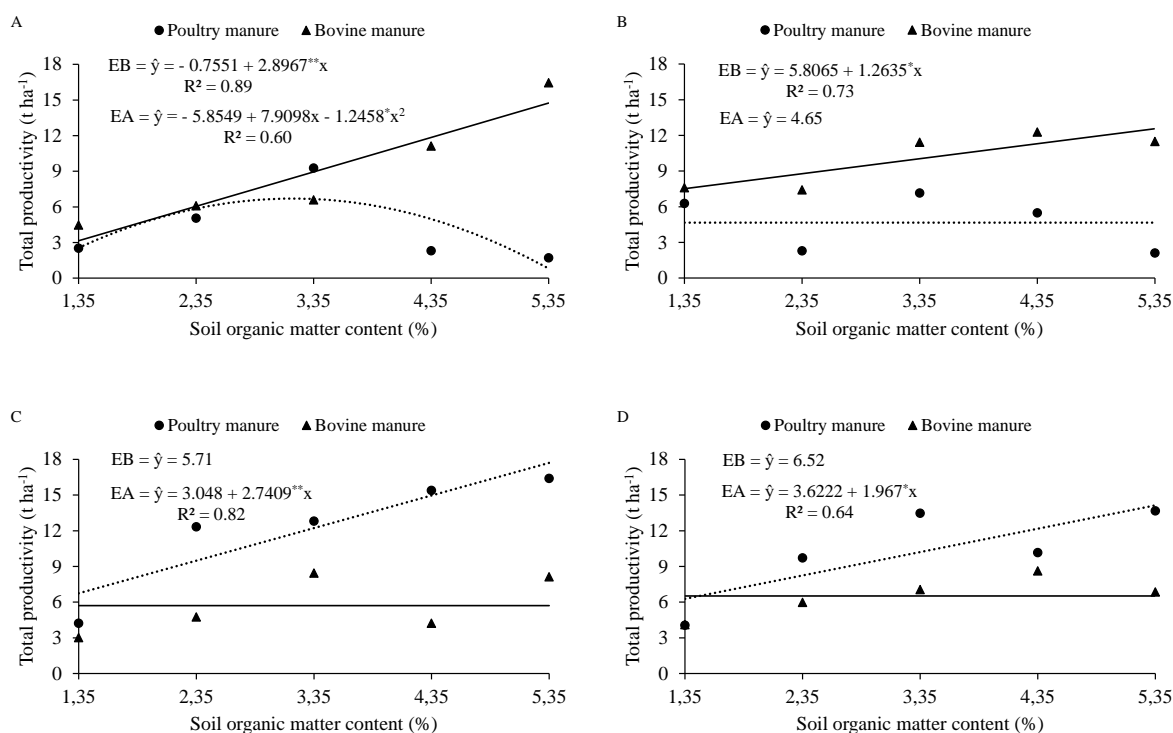 A
● Poultry manure ▲ Bovine manure
Total productivity (t ha⁻¹)
18
15
12
9
6
3
0
EB = ŷ = - 0.7551 + 2.8967**x
R² = 0.89
EA = ŷ = - 5.8549 + 7.9098x - 1.2458*x²
R² = 0.60
1,35 2,35 3,35 4,35 5,35
Soil organic matter content (%)
B
● Poultry manure ▲ Bovine manure
Total productivity (t ha⁻¹)
18
15
12
9
6
3
0
EB = ŷ = 5.8065 + 1.2635*x
R² = 0.73
EA = ŷ = 4.65
1,35 2,35 3,35 4,35 5,35
Soil organic matter content (%)
C
● Poultry manure ▲ Bovine manure
Total productivity (t ha⁻¹)
18
15
12
9
6
3
0
EB = ŷ = 5.71
EA = ŷ = 3.048 + 2.7409**x
R² = 0.82
1,35 2,35 3,35 4,35 5,35
Soil organic matter content (%)
D
● Poultry manure ▲ Bovine manure
Total productivity (t ha⁻¹)
18
15
12
9
6
3
0
EB = ŷ = 6.52
EA = ŷ = 3.6222 + 1.967*x
R² = 0.64
1,35 2,35 3,35 4,35 5,35
Soil organic matter content (%)